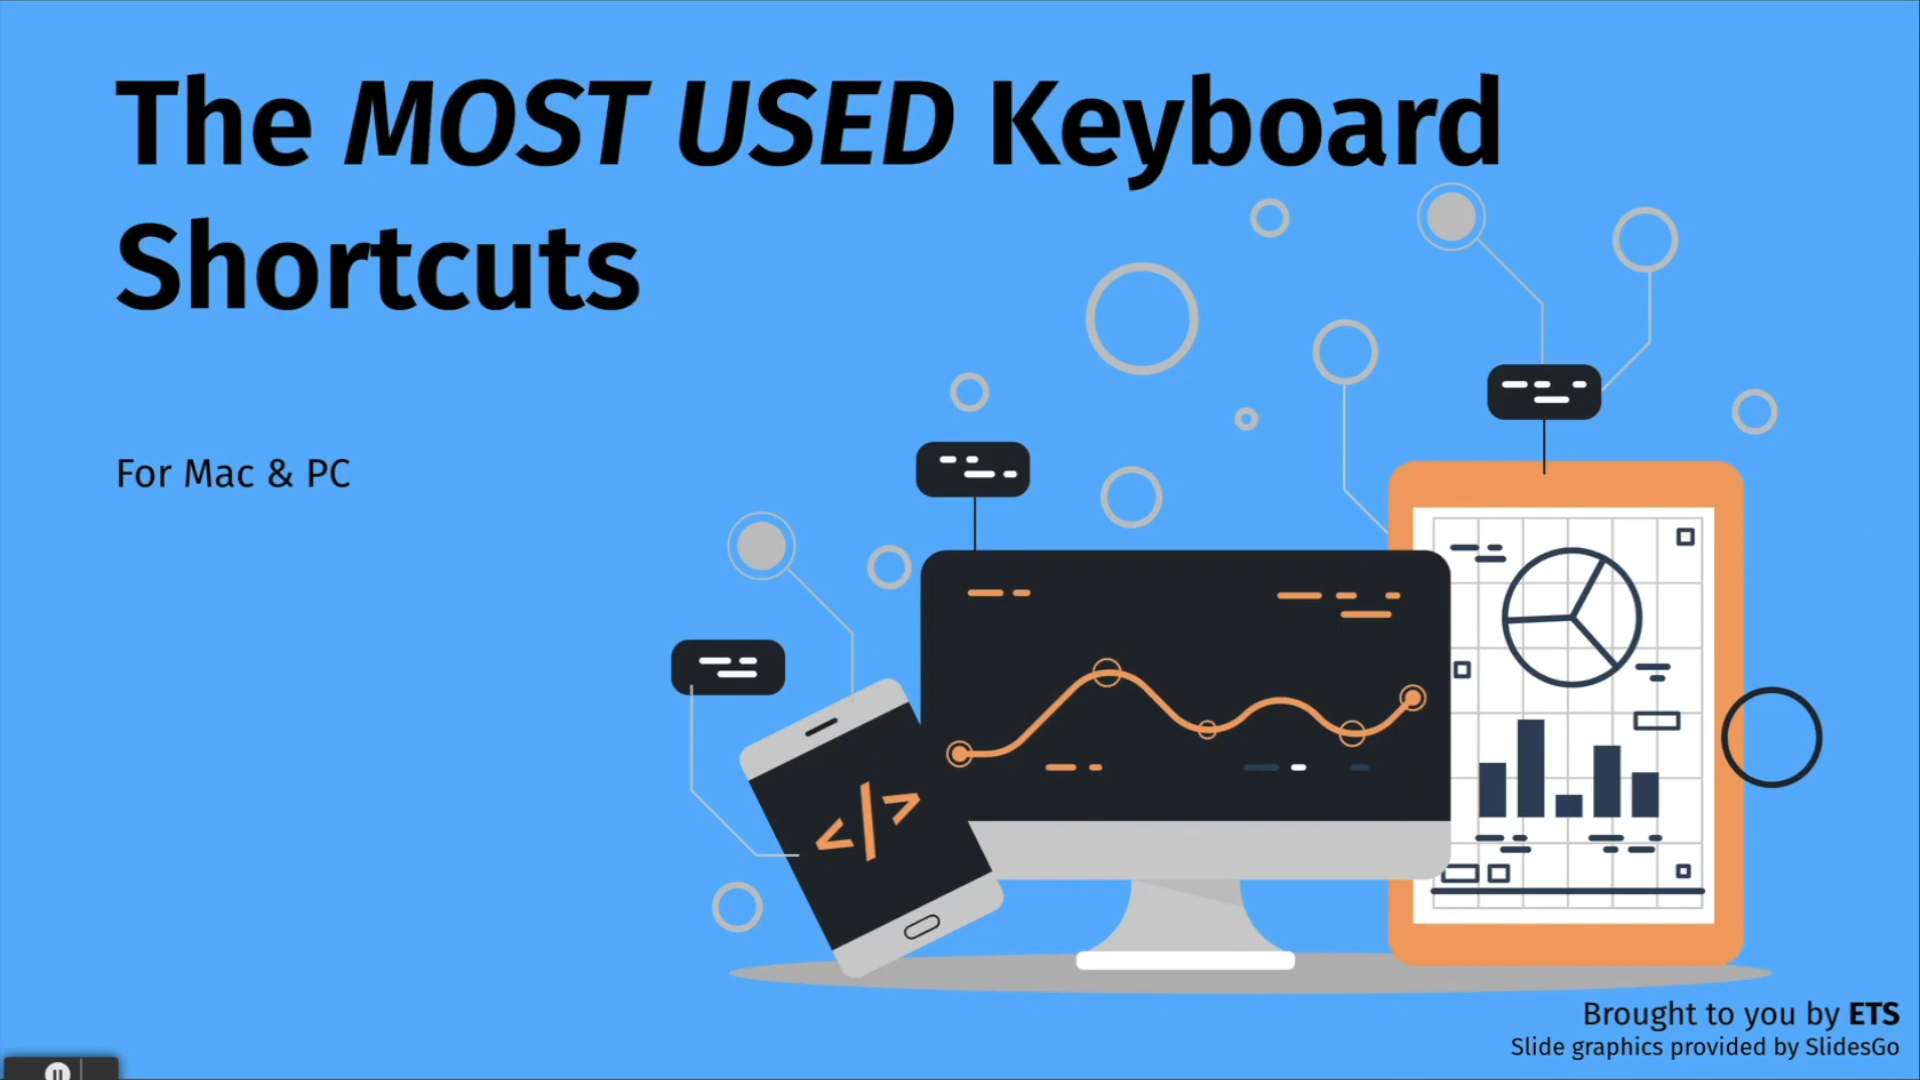 The MOST USED Keyboard
Shortcuts
For Mac & PC
</>
Brought to you by ETS
Slide graphics provided by SlidesGo